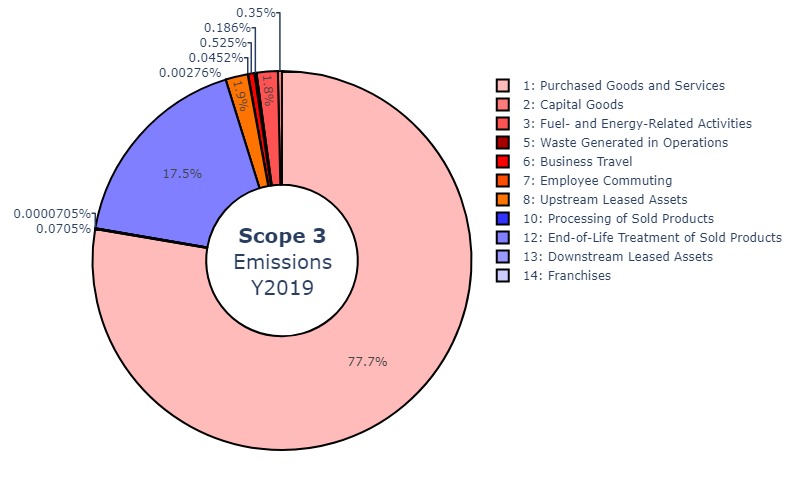 0.35%
0.186%
0.525%
0.0452%
0.00276%
1.9%
1.8%
17.5%
0.0000705%
0.0705%
Scope 3
Emissions
Y2019
77.7%
1: Purchased Goods and Services
2: Capital Goods
3: Fuel- and Energy-Related Activities
5: Waste Generated in Operations
6: Business Travel
7: Employee Commuting
8: Upstream Leased Assets
10: Processing of Sold Products
12: End-of-Life Treatment of Sold Products
13: Downstream Leased Assets
14: Franchises